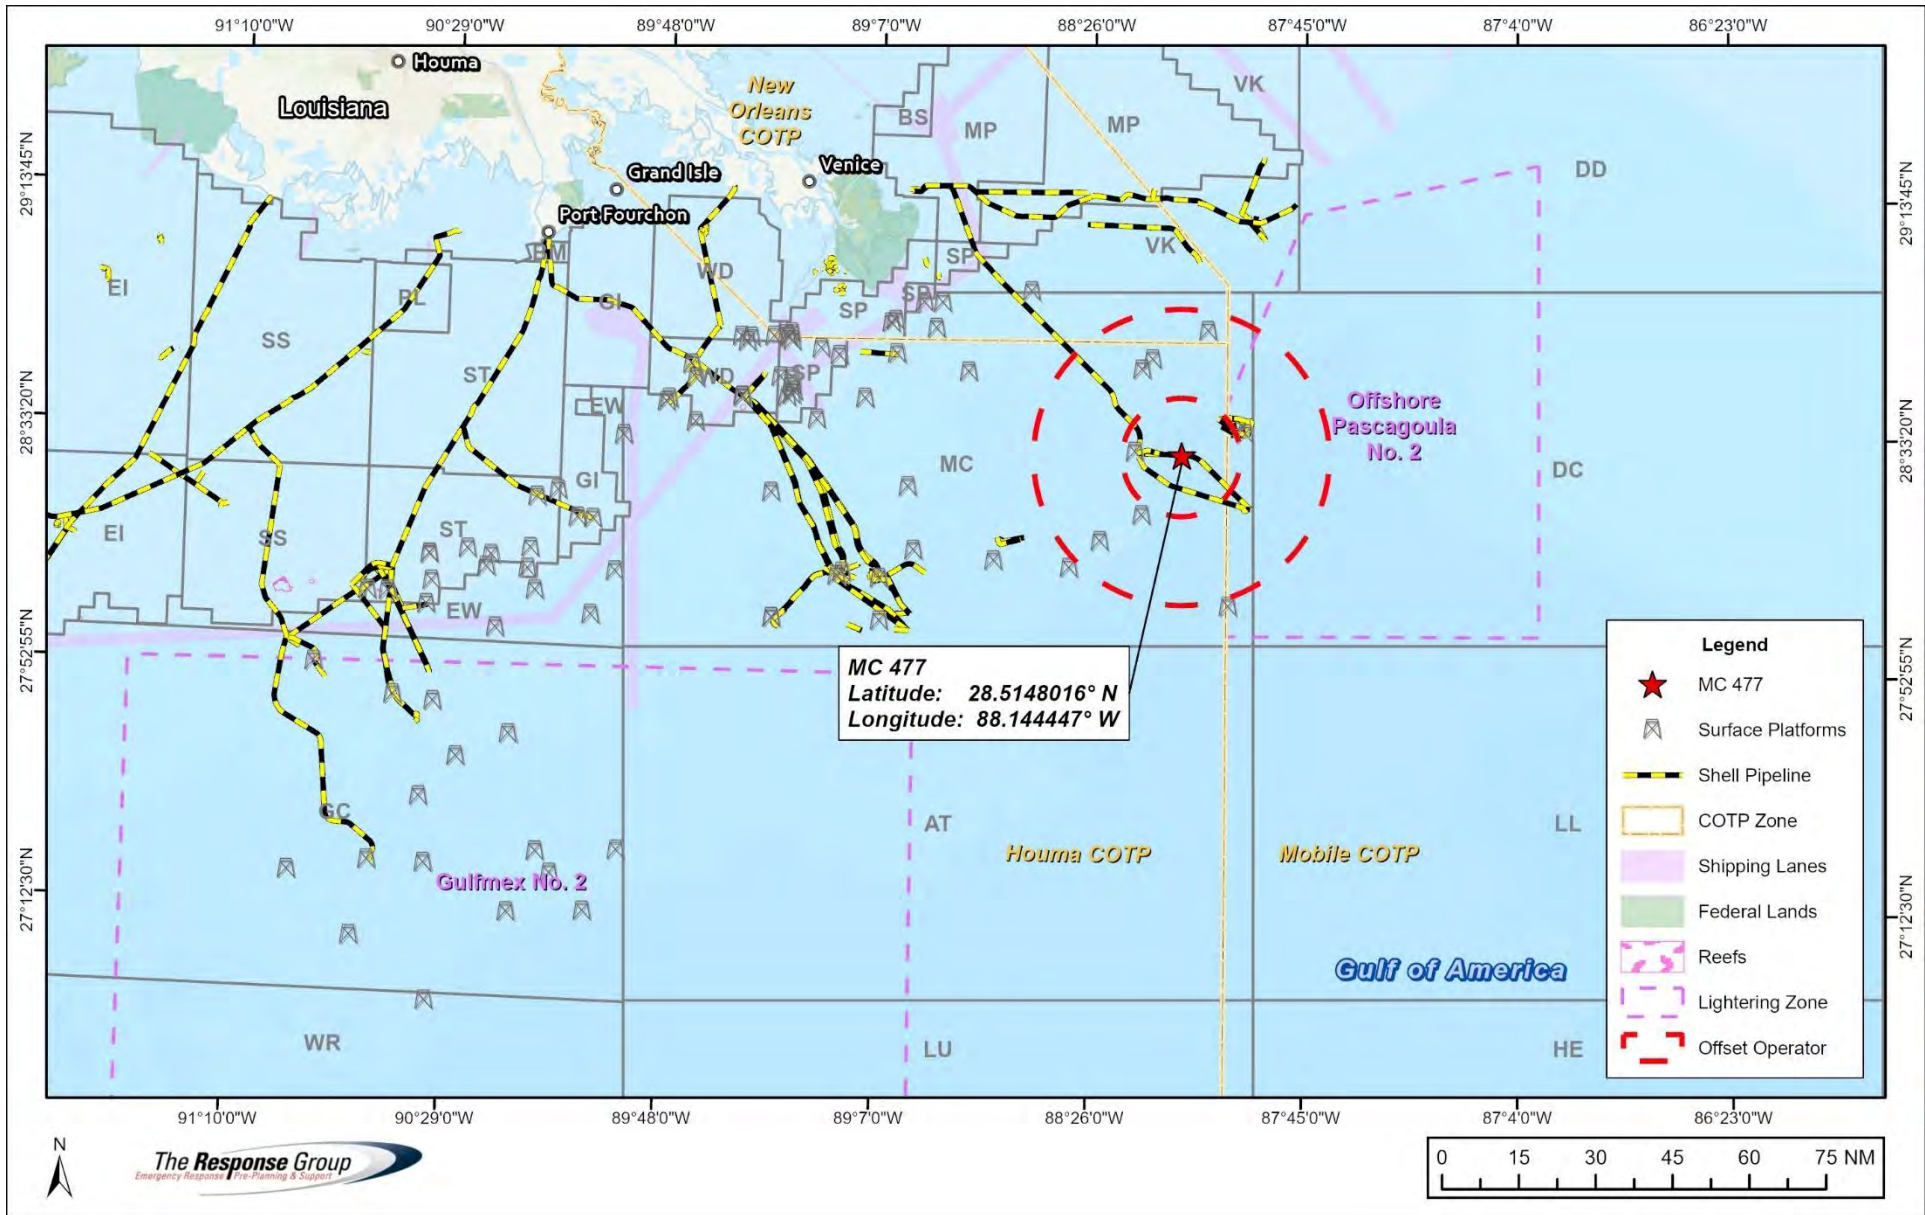 91°10'0"W
90°29'0"W
89°48'0"W
89°7'0"W
88°26'0"W
87°45'0"W
87°4'0"W
86°23'0"W
Houma
Louisiana
New
Orleans
COTP
BS
MP
MP
VK
29°13'45"N
29°13'45"N
Grand Isle
Venice
DD
Port Fourchon
BM
WD
SP
VK
EI
PL
GI
SP
SP
SS
ST
WD
SP
EW
28°33'20"N
28°33'20"N
Offshore
Pascagoula
No. 2
MC
DC
GI
EI
SS
ST
EW
27°52'55"N
27°52'55"N
MC 477
Latitude: 28.5148016° N
Longitude: 88.144447° W
GC
AT
Houma COTP
Mobile COTP
LL
Gulfmex No. 2
27°12'30"N
27°12'30"N
Gulf of America
WR
LU
HE
Legend
MC 477
Surface Platforms
Shell Pipeline
COTP Zone
Shipping Lanes
Federal Lands
Reefs
Lightering Zone
Offset Operator
91°10'0"W
90°29'0"W
89°48'0"W
89°7'0"W
88°26'0"W
87°45'0"W
87°4'0"W
86°23'0"W
N
The Response Group
Emergency Response Pre-Planning & Support
0 15 30 45 60 75 NM